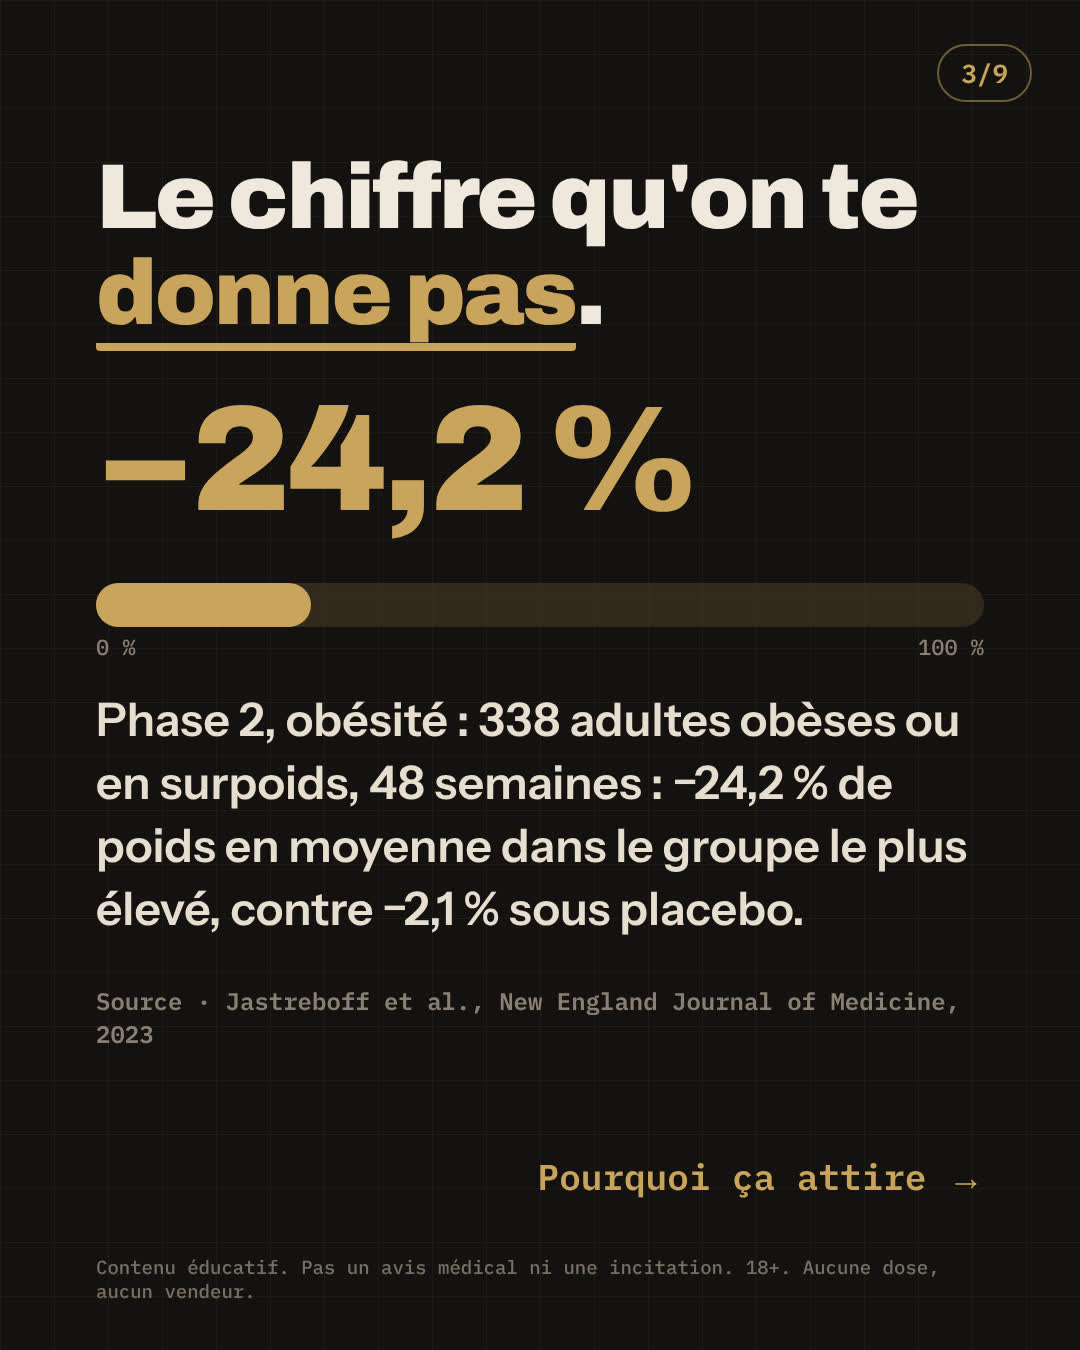 3/9
Le chiffre qu'on te
donne pas.
−24,2 %
0 %
100 %
Phase 2, obésité : 338 adultes obèses ou
en surpoids, 48 semaines : −24,2 % de
poids en moyenne dans le groupe le plus
élevé, contre −2,1 % sous placebo.
Source · Jastreboff et al., New England Journal of Medicine,
2023
Pourquoi ça attire →
Contenu éducatif. Pas un avis médical ni une incitation. 18+. Aucune dose,
aucun vendeur.